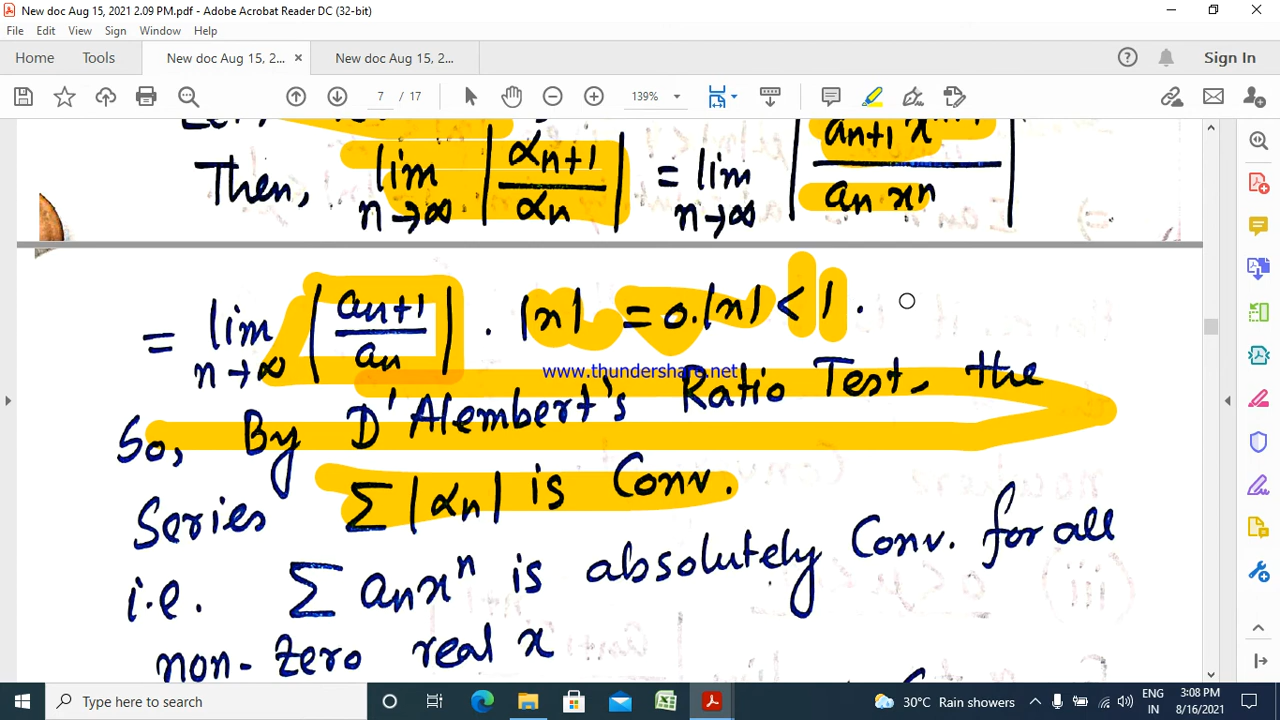 New doc Aug 15, 2021 2.09 PM.pdf - Adobe Acrobat Reader DC (32-bit)
File Edit View Sign Window Help
Home Tools New doc Aug 15, 2... × New doc Aug 15, 2... Sign In
7 / 17 139%
Then, lim n→∞ |αn+1 / αn| = lim n→∞ |an+1 x / an xⁿ|
= lim n→∞ |an+1 / an| · |x| = 0.|x| < 1.
www.thundershare.net
So, By D'Alembert's Ratio Test, the
Series Σ |αn| is Conv.
i.e. Σ anxⁿ is absolutely Conv. for all
non-zero real x
Type here to search
30°C Rain showers
ENG
IN
3:08 PM
8/16/2021